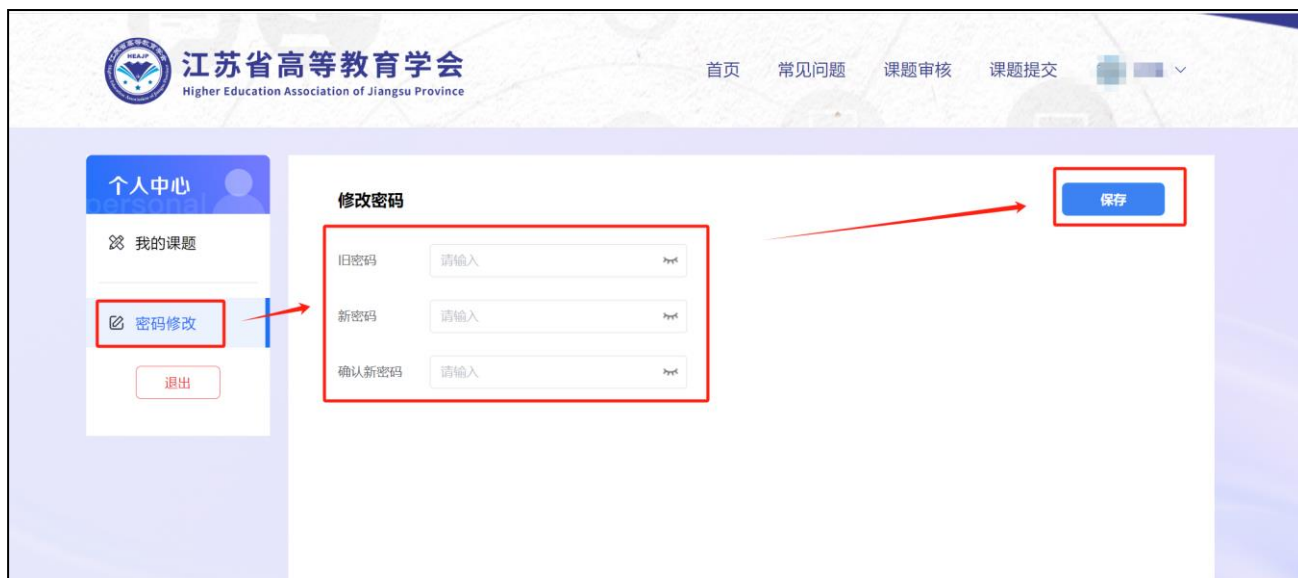 江苏省高等教育学会
Higher Education Association of Jiangsu Province
首页 常见问题 课题审核 课题提交
个人中心
personal
我的课题
密码修改
退出
修改密码
保存
旧密码 请输入
新密码 请输入
确认新密码 请输入